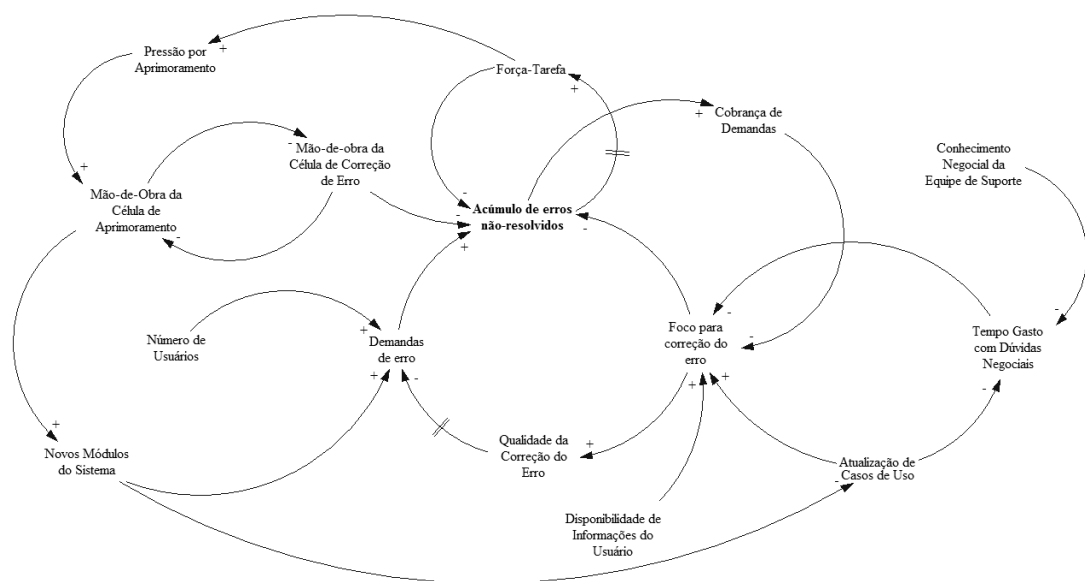 Pressão por
Aprimoramento
+
Força-Tarefa
+
+
Cobrança de
Demandas
Conhecimento
Negocial da
Equipe de Suporte
+
Mão-de-Obra da
Célula de
Aprimoramento
-
-
Mão-de-obra da
Célula de Correção
de Erro
-
-
Acúmulo de erros
não-resolvidos
+
-
Número de
Usuários
+
Demandas
de erro
+
-
Foco para
correção do
erro
-
-
+
+
Tempo Gasto
com Dúvidas
Negociais
-
-
+
Novos Módulos
do Sistema
Qualidade da
Correção do
Erro
+
Atualização de
Casos de Uso
-
Disponibilidade de
Informações do
Usuário